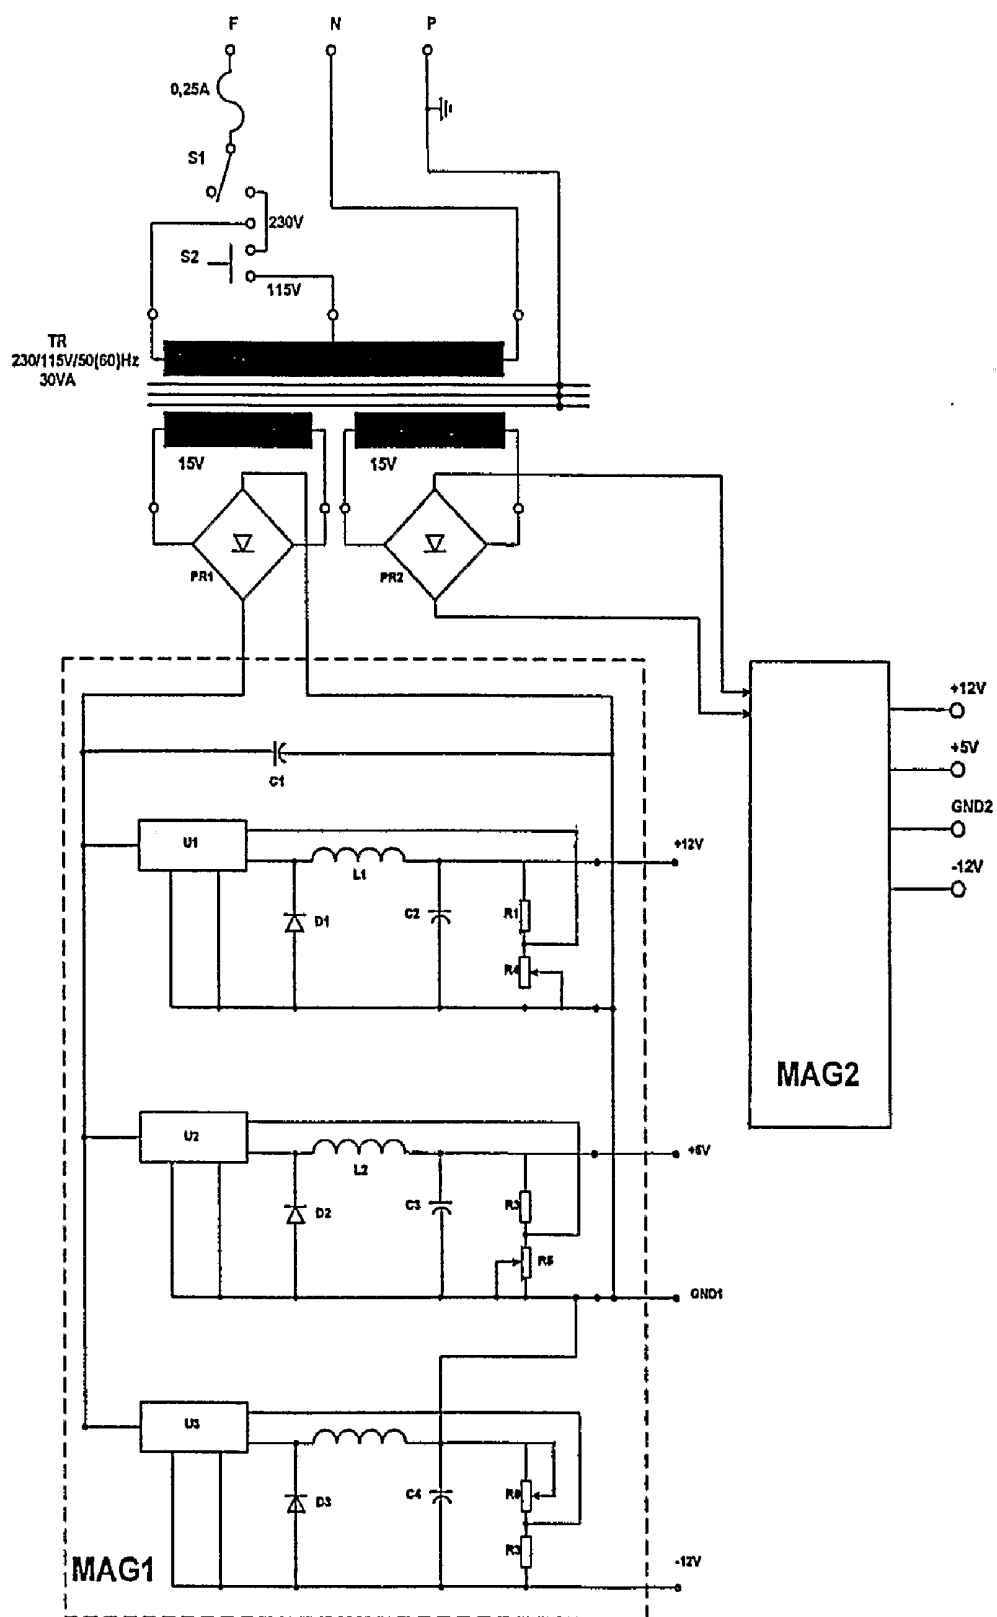 F N P
0,25A
S1
230V
S2
115V
TR
230/115V/50(60)Hz
30VA
15V 15V
PR1 PR2
+12V
+5V
GND2
-12V
C1
U1
+12V
L1
D1 C2 R1
R4
MAG2
U2
+5V
L2
D2 C3 R3
R5
GND1
U3
D3 C4
R3
MAG1
-12V